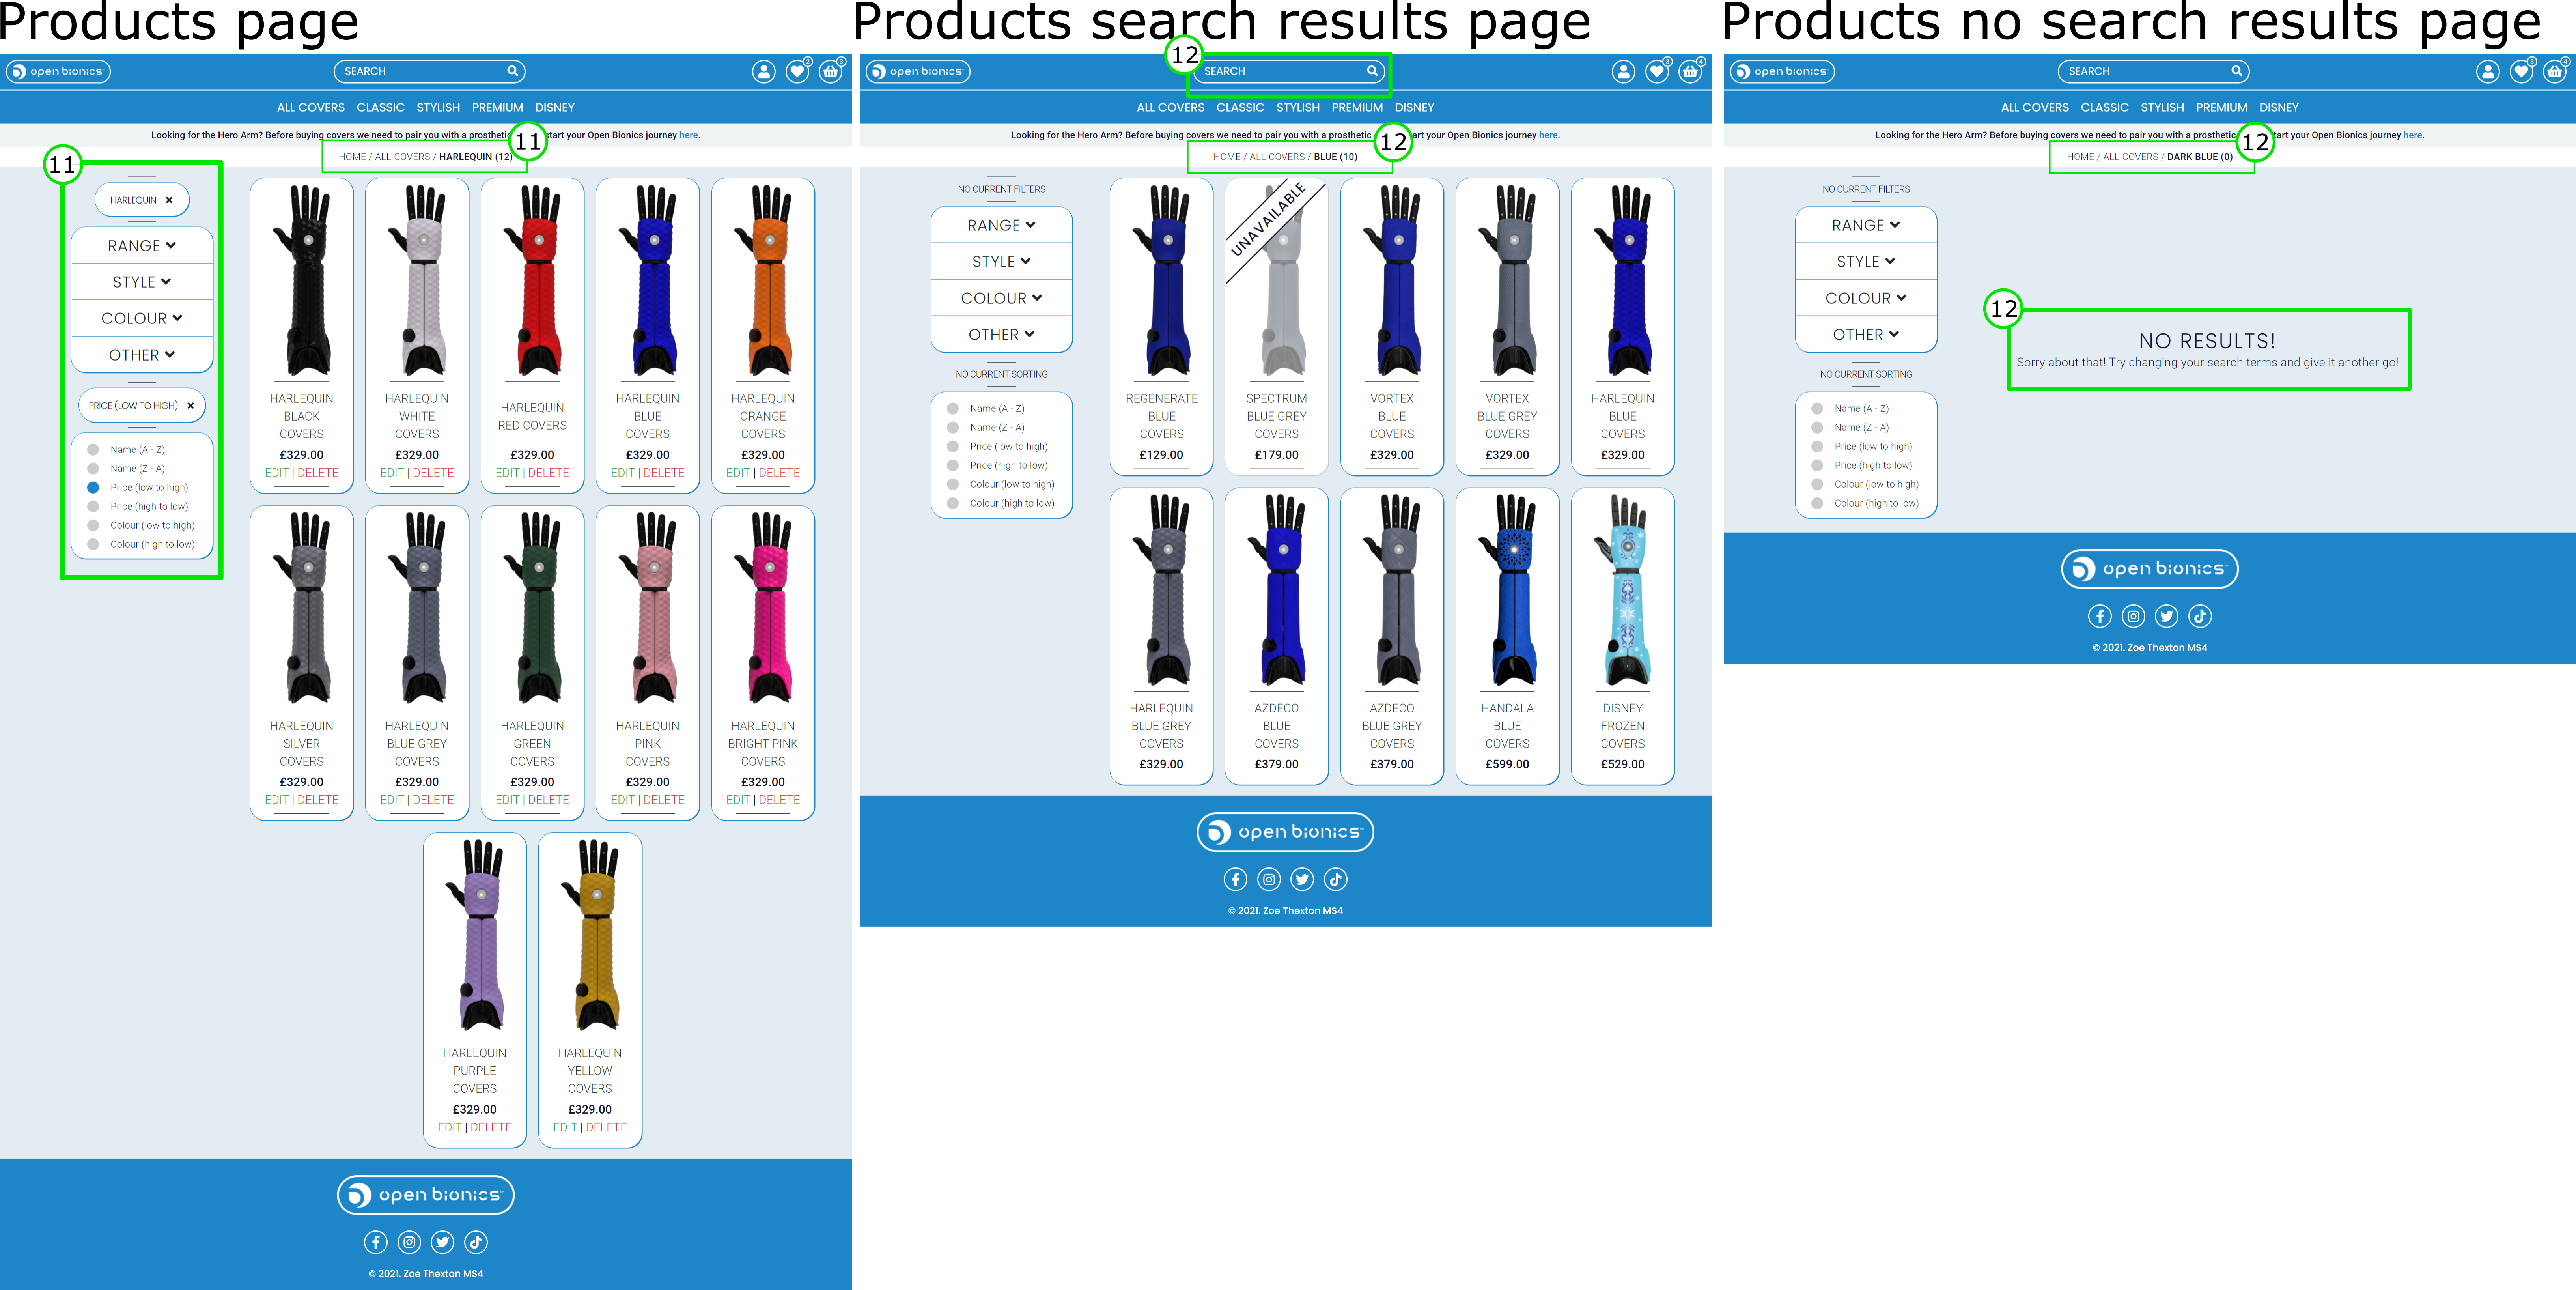 Products page
open bionics
SEARCH
2
3
ALL COVERS CLASSIC STYLISH PREMIUM DISNEY
Looking for the Hero Arm? Before buying covers we need to pair you with a prosthetic
start your Open Bionics journey here.
11
HOME / ALL COVERS / HARLEQUIN (12)
11
HARLEQUIN ×
RANGE
STYLE
COLOUR
OTHER
PRICE (LOW TO HIGH) ×
Name (A - Z)
Name (Z - A)
Price (low to high)
Price (high to low)
Colour (low to high)
Colour (high to low)
HARLEQUIN
BLACK
COVERS
£329.00
EDIT | DELETE
HARLEQUIN
WHITE
COVERS
£329.00
EDIT | DELETE
HARLEQUIN
RED COVERS
£329.00
EDIT | DELETE
HARLEQUIN
BLUE
COVERS
£329.00
EDIT | DELETE
HARLEQUIN
ORANGE
COVERS
£329.00
EDIT | DELETE
HARLEQUIN
SILVER
COVERS
£329.00
EDIT | DELETE
HARLEQUIN
BLUE GREY
COVERS
£329.00
EDIT | DELETE
HARLEQUIN
GREEN
COVERS
£329.00
EDIT | DELETE
HARLEQUIN
PINK
COVERS
£329.00
EDIT | DELETE
HARLEQUIN
BRIGHT PINK
COVERS
£329.00
EDIT | DELETE
HARLEQUIN
PURPLE
COVERS
£329.00
EDIT | DELETE
HARLEQUIN
YELLOW
COVERS
£329.00
EDIT | DELETE
open bionics
© 2021. Zoe Thexton MS4
Products search results page
12
open bionics
SEARCH
3
4
ALL COVERS CLASSIC STYLISH PREMIUM DISNEY
Looking for the Hero Arm? Before buying covers we need to pair you with a prosthetic
art your Open Bionics journey here.
12
HOME / ALL COVERS / BLUE (10)
NO CURRENT FILTERS
RANGE
STYLE
COLOUR
OTHER
NO CURRENT SORTING
Name (A - Z)
Name (Z - A)
Price (low to high)
Price (high to low)
Colour (low to high)
Colour (high to low)
REGENERATE
BLUE
COVERS
£129.00
UNAVAILABLE
SPECTRUM
BLUE GREY
COVERS
£179.00
VORTEX
BLUE
COVERS
£329.00
VORTEX
BLUE GREY
COVERS
£329.00
HARLEQUIN
BLUE
COVERS
£329.00
HARLEQUIN
BLUE GREY
COVERS
£329.00
AZDECO
BLUE
COVERS
£379.00
AZDECO
BLUE GREY
COVERS
£379.00
HANDALA
BLUE
COVERS
£599.00
DISNEY
FROZEN
COVERS
£529.00
open bionics
© 2021. Zoe Thexton MS4
Products no search results page
open bionics
SEARCH
3
4
ALL COVERS CLASSIC STYLISH PREMIUM DISNEY
Looking for the Hero Arm? Before buying covers we need to pair you with a prosthetic
tart your Open Bionics journey here.
12
HOME / ALL COVERS / DARK BLUE (0)
NO CURRENT FILTERS
RANGE
STYLE
COLOUR
OTHER
NO CURRENT SORTING
Name (A - Z)
Name (Z - A)
Price (low to high)
Price (high to low)
Colour (low to high)
Colour (high to low)
12
NO RESULTS!
Sorry about that! Try changing your search terms and give it another go!
open bionics
© 2021. Zoe Thexton MS4